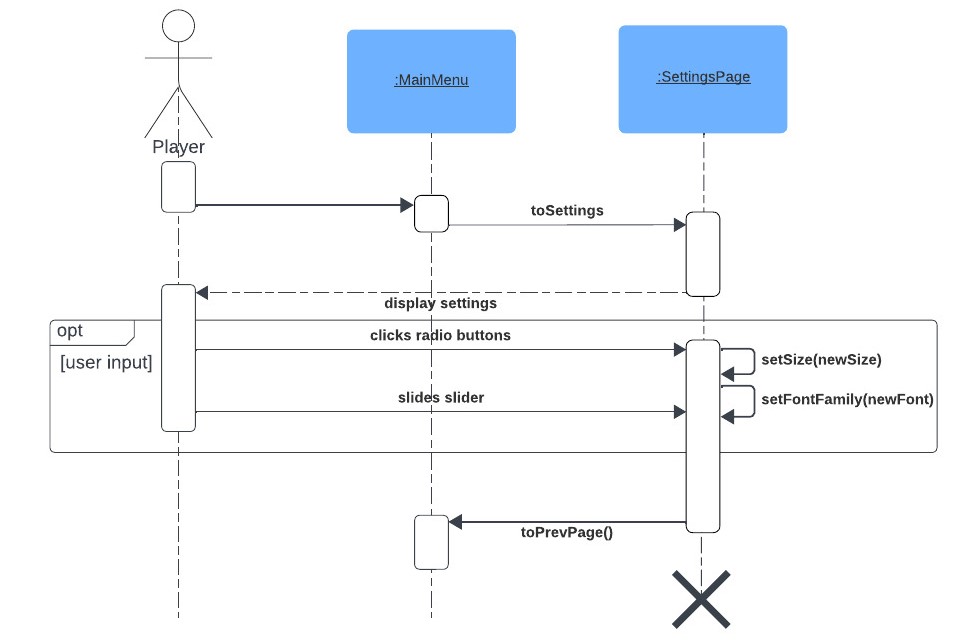 Player
:MainMenu
:SettingsPage
toSettings
display settings
opt
[user input]
clicks radio buttons
setSize(newSize)
slides slider
setFontFamily(newFont)
toPrevPage()